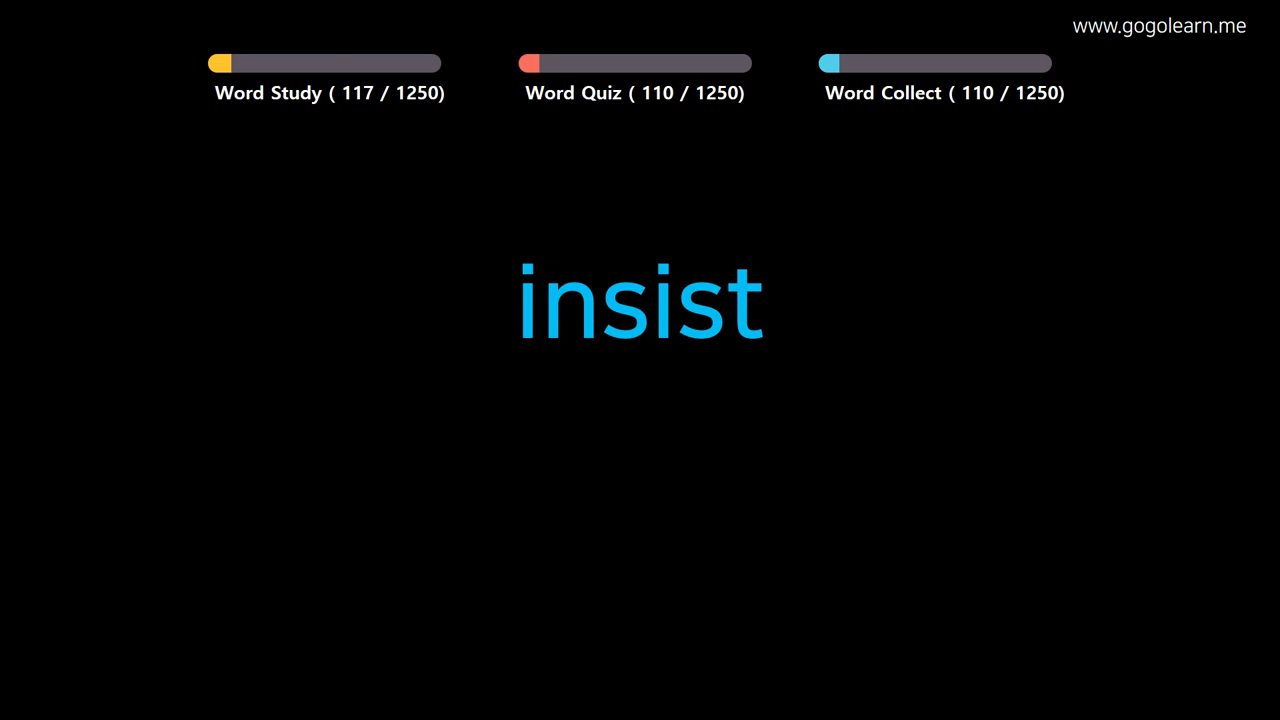 www.gogolearn.me
Word Study ( 117 / 1250)
Word Quiz ( 110 / 1250)
Word Collect ( 110 / 1250)
insist